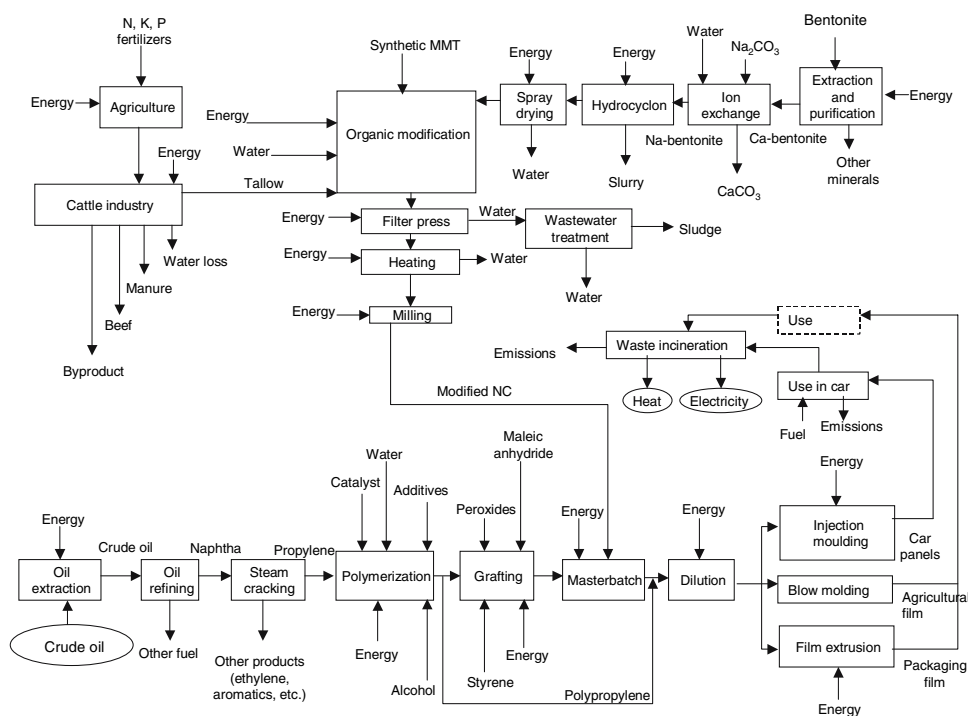 N, K, P
fertilizers
Energy
Agriculture
Energy
Tallow
Cattle industry
Water loss
Manure
Beef
Byproduct
Synthetic MMT
Energy
Water
Organic modification
Energy
Spray
drying
Water
Energy
Hydrocyclon
Slurry
Na-bentonite
Water
Na₂CO₃
Ion
exchange
CaCO₃
Ca-bentonite
Bentonite
Extraction and
purification
Energy
Other
minerals
Energy
Filter press
Water
Wastewater
treatment
Sludge
Water
Energy
Heating
Water
Energy
Milling
Modified NC
Use
Waste incineration
Emissions
Heat
Electricity
Use in car
Fuel
Emissions
Energy
Oil
extraction
Crude oil
Crude oil
Oil
refining
Other fuel
Naphtha
Steam
cracking
Other products
(ethylene,
aromatics, etc.)
Propylene
Catalyst
Water
Additives
Polymerization
Energy
Alcohol
Peroxides
Maleic
anhydride
Grafting
Styrene
Energy
Polypropylene
Energy
Masterbatch
Energy
Dilution
Energy
Injection
moulding
Car
panels
Blow molding
Agricultural
film
Film extrusion
Packaging
film
Energy